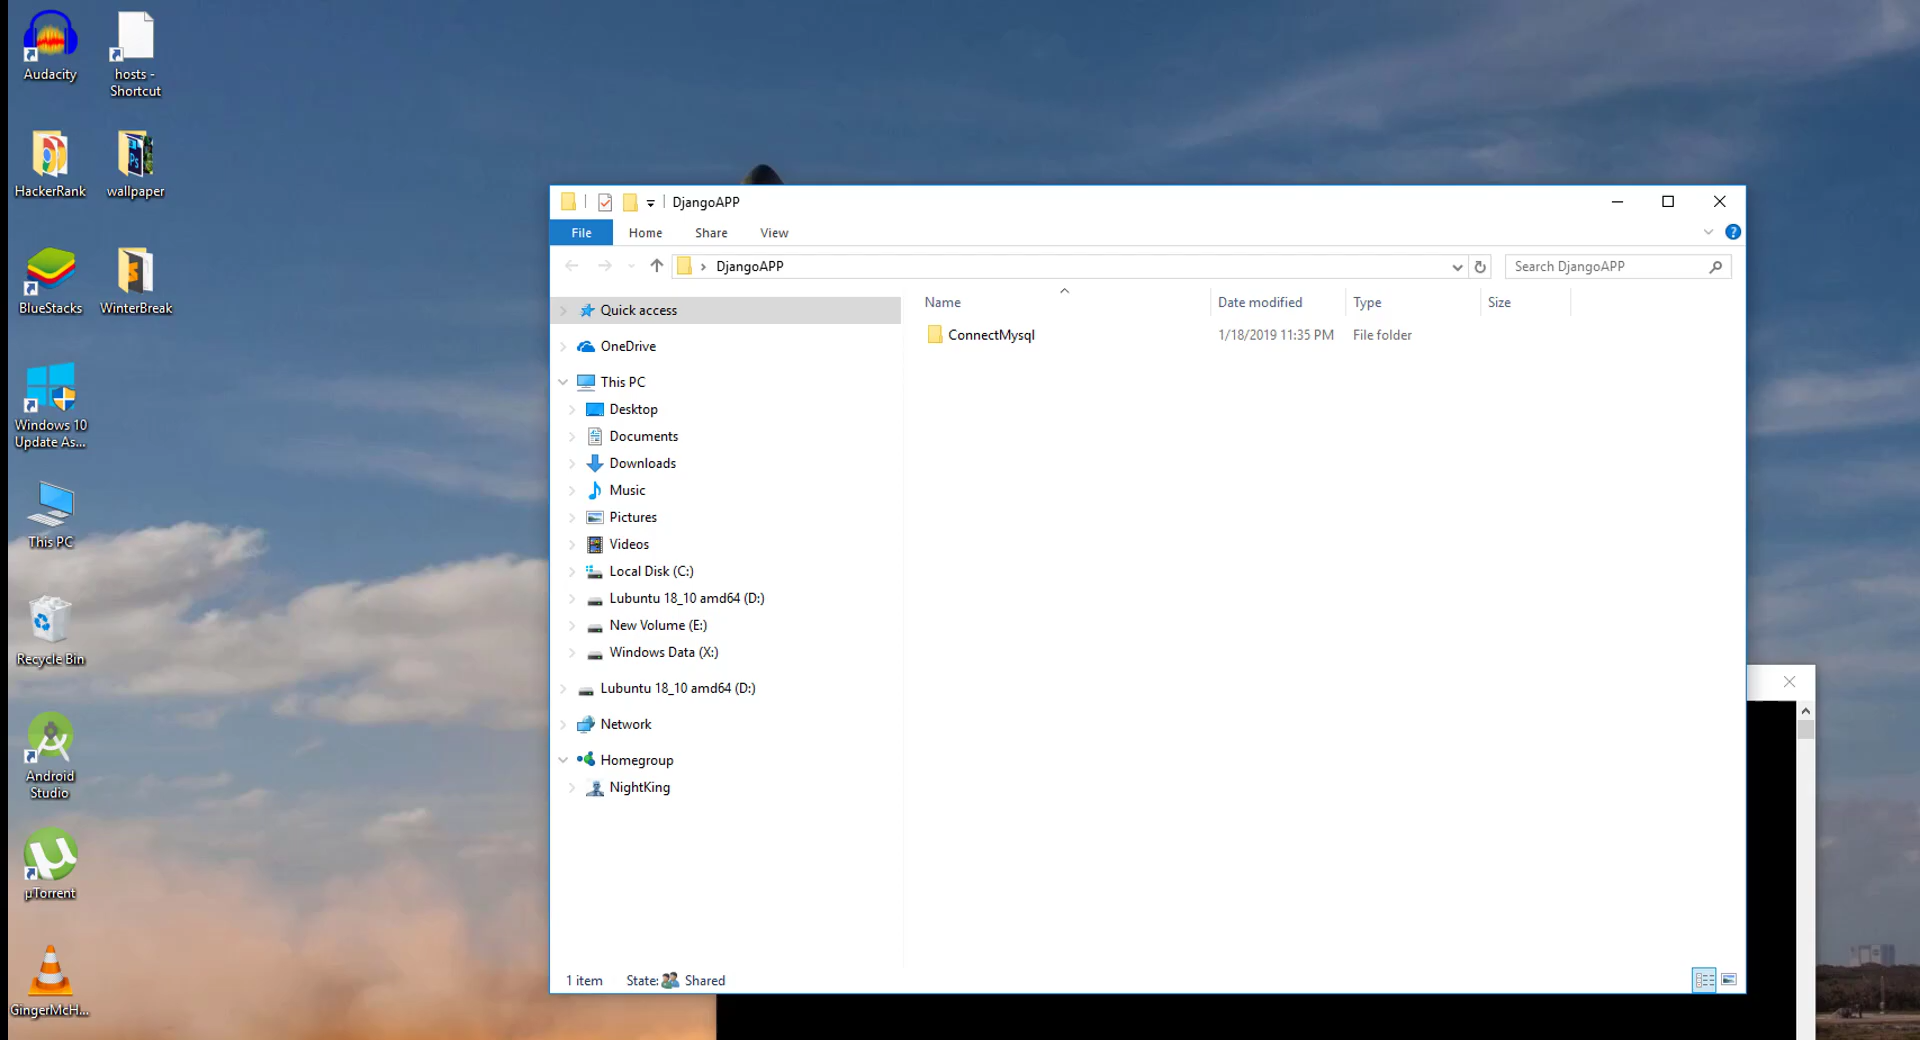 Audacity
hosts -
Shortcut
HackerRank
wallpaper
BlueStacks
WinterBreak
Windows 10
Update As...
This PC
Recycle Bin
Android
Studio
µTorrent
GingerMcH...
DjangoAPP
File
Home
Share
View
DjangoAPP
Search DjangoAPP
Quick access
OneDrive
This PC
Desktop
Documents
Downloads
Music
Pictures
Videos
Local Disk (C:)
Lubuntu 18_10 amd64 (D:)
New Volume (E:)
Windows Data (X:)
Lubuntu 18_10 amd64 (D:)
Network
Homegroup
NightKing
Name Date modified Type Size
ConnectMysql 1/18/2019 11:35 PM File folder
1 item State: Shared